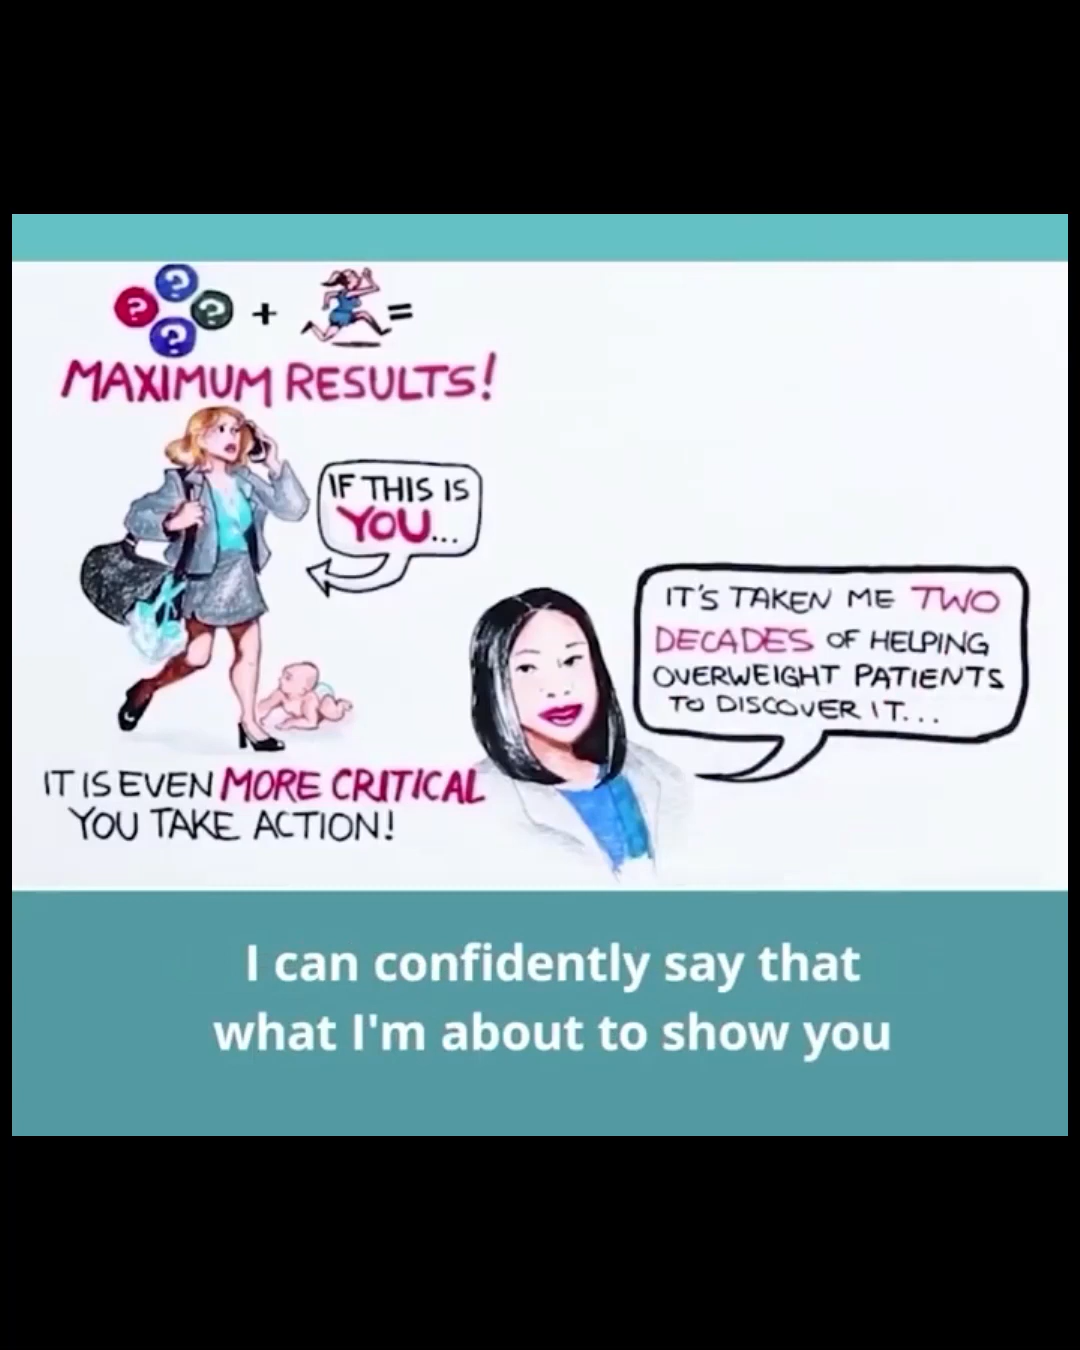 ? ? ? ? + =
MAXIMUM RESULTS!
IF THIS IS
YOU...
IT IS EVEN MORE CRITICAL
YOU TAKE ACTION!
IT'S TAKEN ME TWO
DECADES OF HELPING
OVERWEIGHT PATIENTS
TO DISCOVER IT...
I can confidently say that
what I'm about to show you